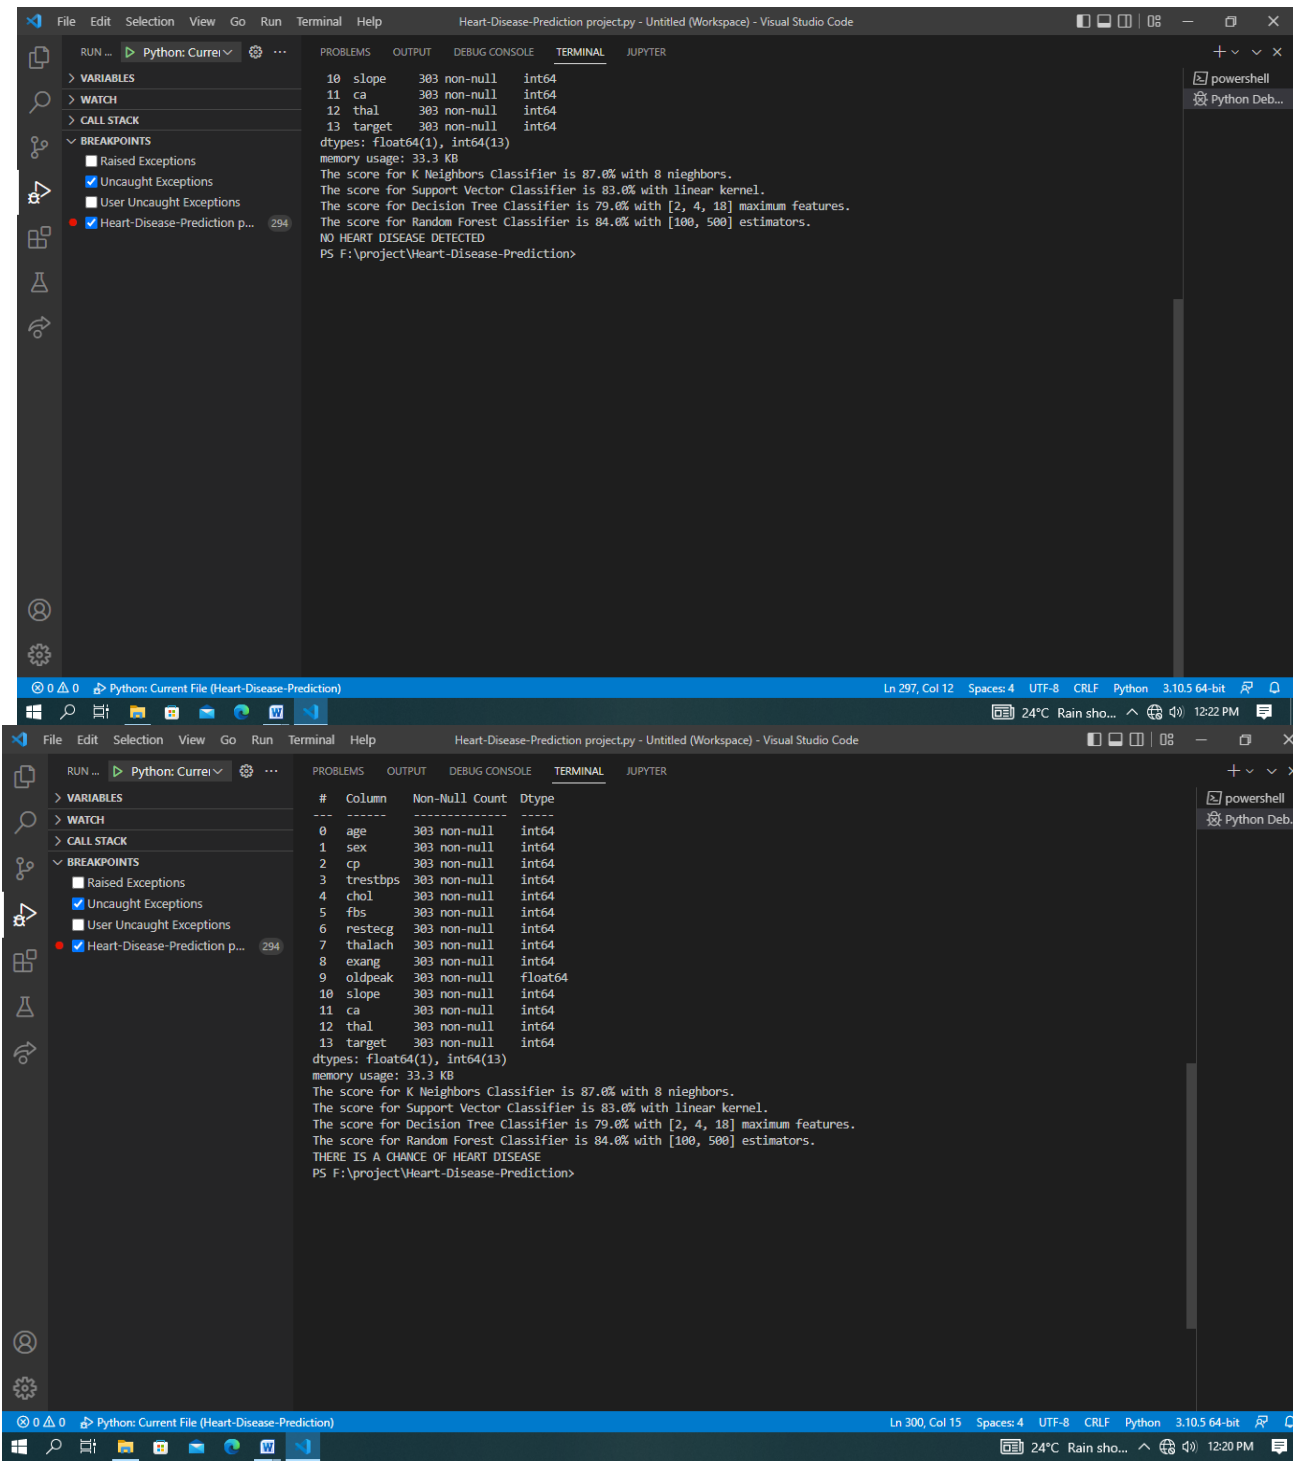 File Edit Selection View Go Run Terminal Help Heart-Disease-Prediction project.py - Untitled (Workspace) - Visual Studio Code
RUN ... Python: Currer PROBLEMS OUTPUT DEBUG CONSOLE TERMINAL JUPYTER
VARIABLES
WATCH
CALL STACK
BREAKPOINTS
Raised Exceptions
Uncaught Exceptions
User Uncaught Exceptions
Heart-Disease-Prediction p... 294
10 slope 303 non-null int64
11 ca 303 non-null int64
12 thal 303 non-null int64
13 target 303 non-null int64
dtypes: float64(1), int64(13)
memory usage: 33.3 KB
The score for K Neighbors Classifier is 87.0% with 8 nieghbors.
The score for Support Vector Classifier is 83.0% with linear kernel.
The score for Decision Tree Classifier is 79.0% with [2, 4, 18] maximum features.
The score for Random Forest Classifier is 84.0% with [100, 500] estimators.
NO HEART DISEASE DETECTED
PS F:\project\Heart-Disease-Prediction>
powershell
Python Deb...
0 0 Python: Current File (Heart-Disease-Prediction) Ln 297, Col 12 Spaces: 4 UTF-8 CRLF Python 3.10.5 64-bit
24°C Rain sho... 12:22 PM
File Edit Selection View Go Run Terminal Help Heart-Disease-Prediction project.py - Untitled (Workspace) - Visual Studio Code
RUN ... Python: Currer PROBLEMS OUTPUT DEBUG CONSOLE TERMINAL JUPYTER
VARIABLES
WATCH
CALL STACK
BREAKPOINTS
Raised Exceptions
Uncaught Exceptions
User Uncaught Exceptions
Heart-Disease-Prediction p... 294
# Column Non-Null Count Dtype
--- ------ -------------- -----
0 age 303 non-null int64
1 sex 303 non-null int64
2 cp 303 non-null int64
3 trestbps 303 non-null int64
4 chol 303 non-null int64
5 fbs 303 non-null int64
6 restecg 303 non-null int64
7 thalach 303 non-null int64
8 exang 303 non-null int64
9 oldpeak 303 non-null float64
10 slope 303 non-null int64
11 ca 303 non-null int64
12 thal 303 non-null int64
13 target 303 non-null int64
dtypes: float64(1), int64(13)
memory usage: 33.3 KB
The score for K Neighbors Classifier is 87.0% with 8 nieghbors.
The score for Support Vector Classifier is 83.0% with linear kernel.
The score for Decision Tree Classifier is 79.0% with [2, 4, 18] maximum features.
The score for Random Forest Classifier is 84.0% with [100, 500] estimators.
THERE IS A CHANCE OF HEART DISEASE
PS F:\project\Heart-Disease-Prediction>
powershell
Python Deb.
0 0 Python: Current File (Heart-Disease-Prediction) Ln 300, Col 15 Spaces: 4 UTF-8 CRLF Python 3.10.5 64-bit
24°C Rain sho... 12:20 PM